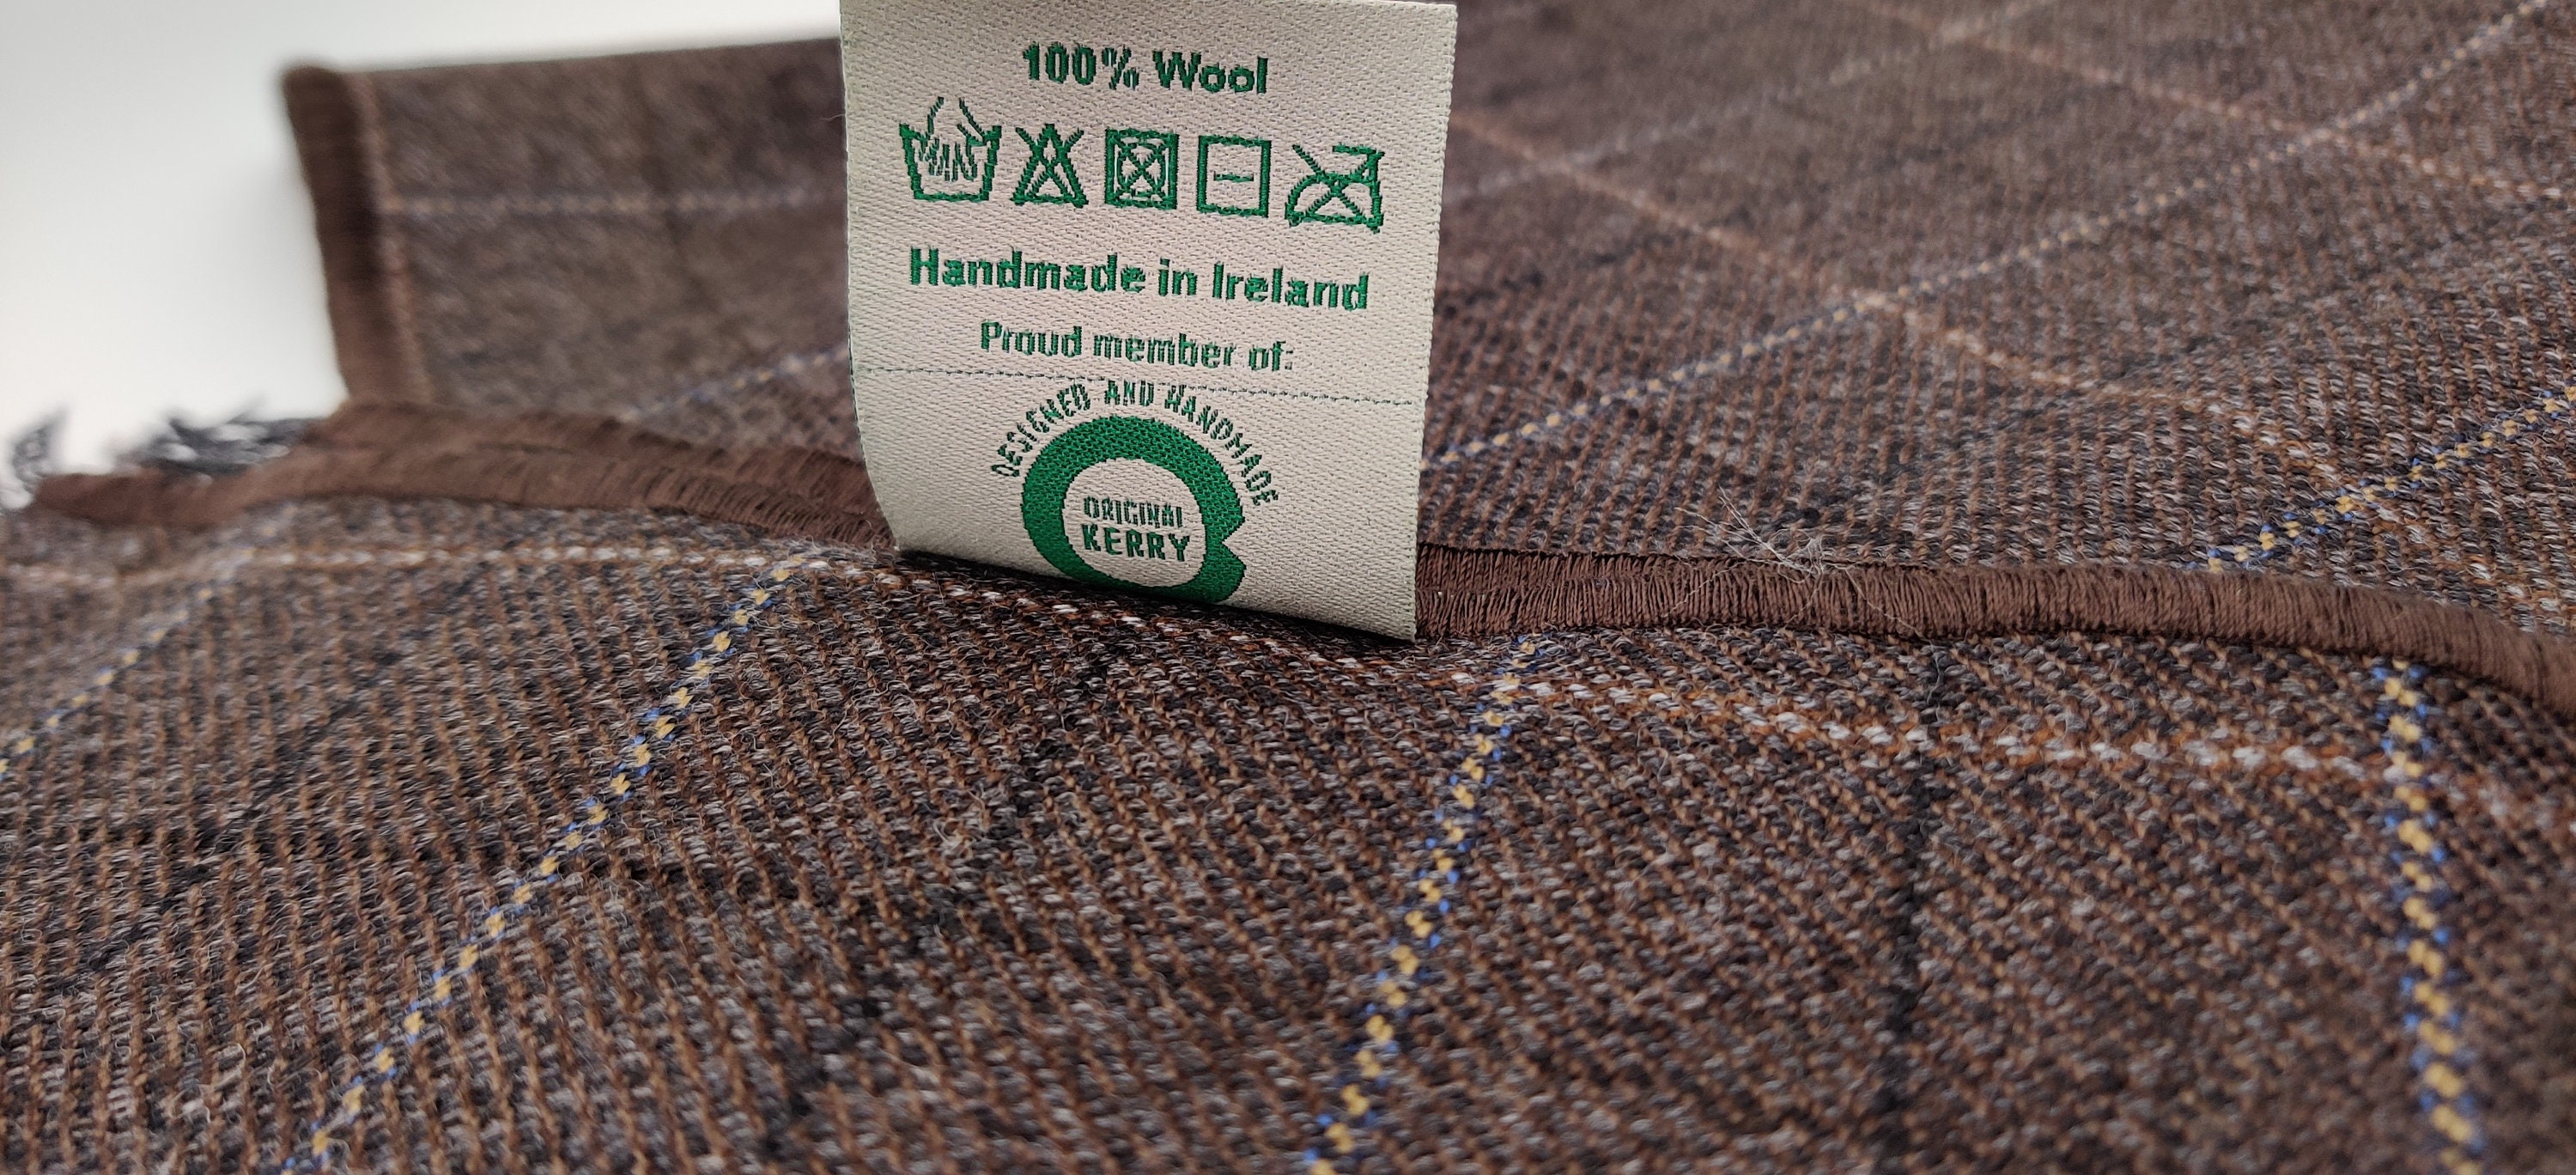 100% Wool
Handmade in Ireland
Proud member of:
DESIGNED AND HANDMADE
ORIGINAL
KERRY